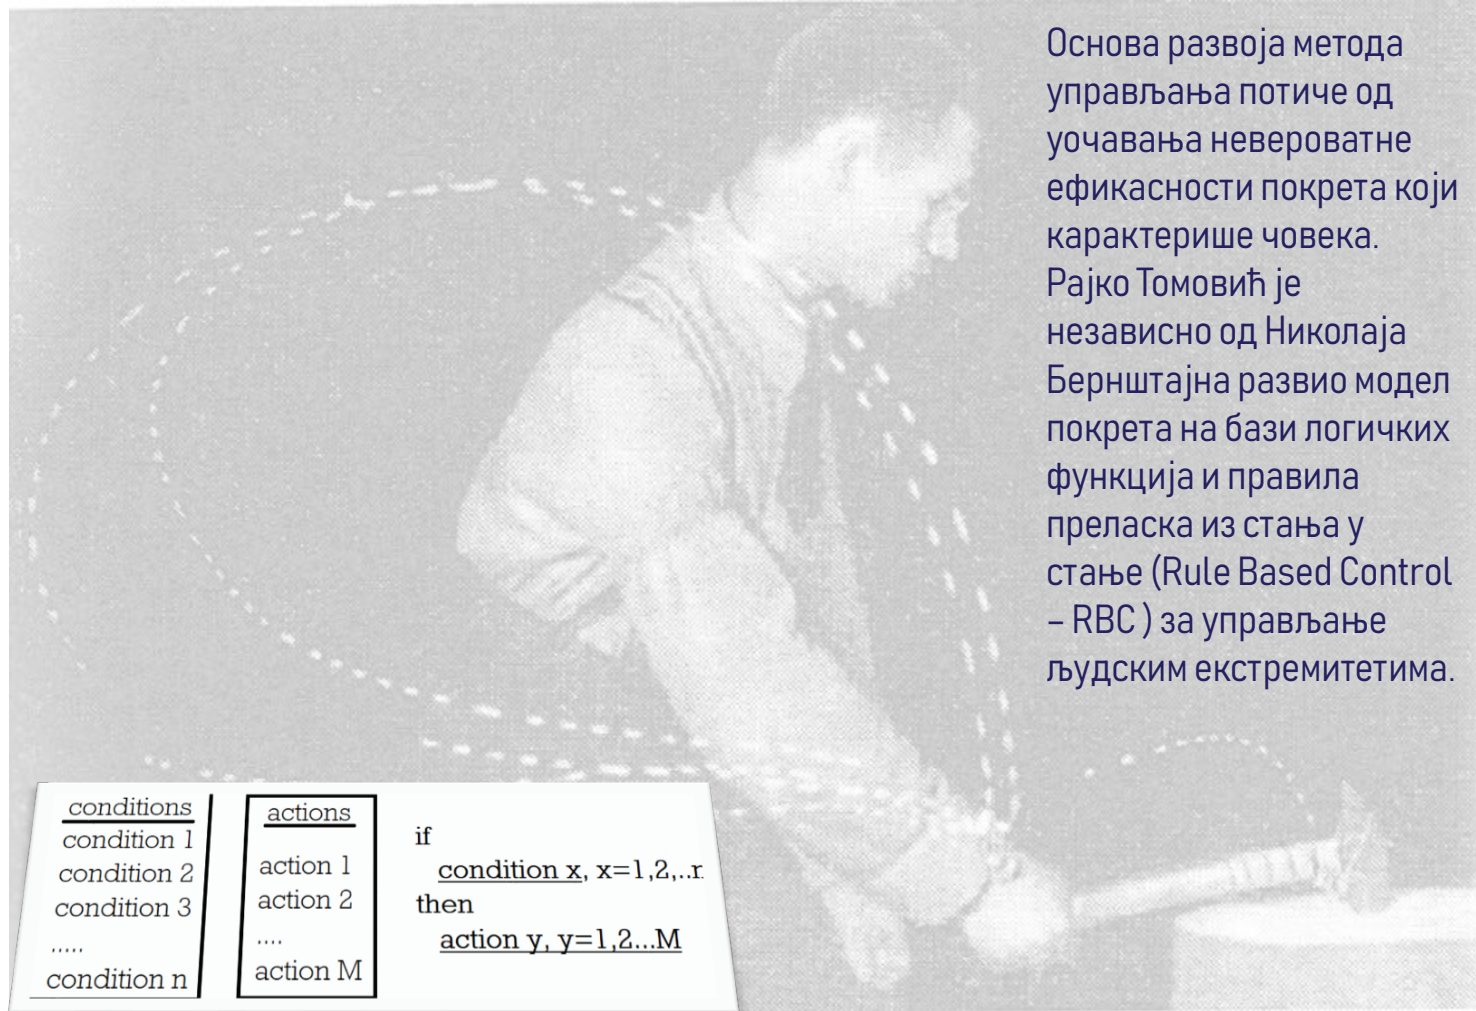 Основа развоја метода
управљања потиче од
уочавања невероватне
ефикасности покрета који
карактерише човека.
Рајко Томовић је
независно од Николаја
Бернштајна развио модел
покрета на бази логичких
функција и правила
преласка из стања у
стање (Rule Based Control
– RBC ) за управљање
људским екстремитетима.
conditions
condition 1
condition 2
condition 3
.....
condition n
actions
action 1
action 2
....
action M
if
condition x, x=1,2,..
then
action y, y=1,2...M